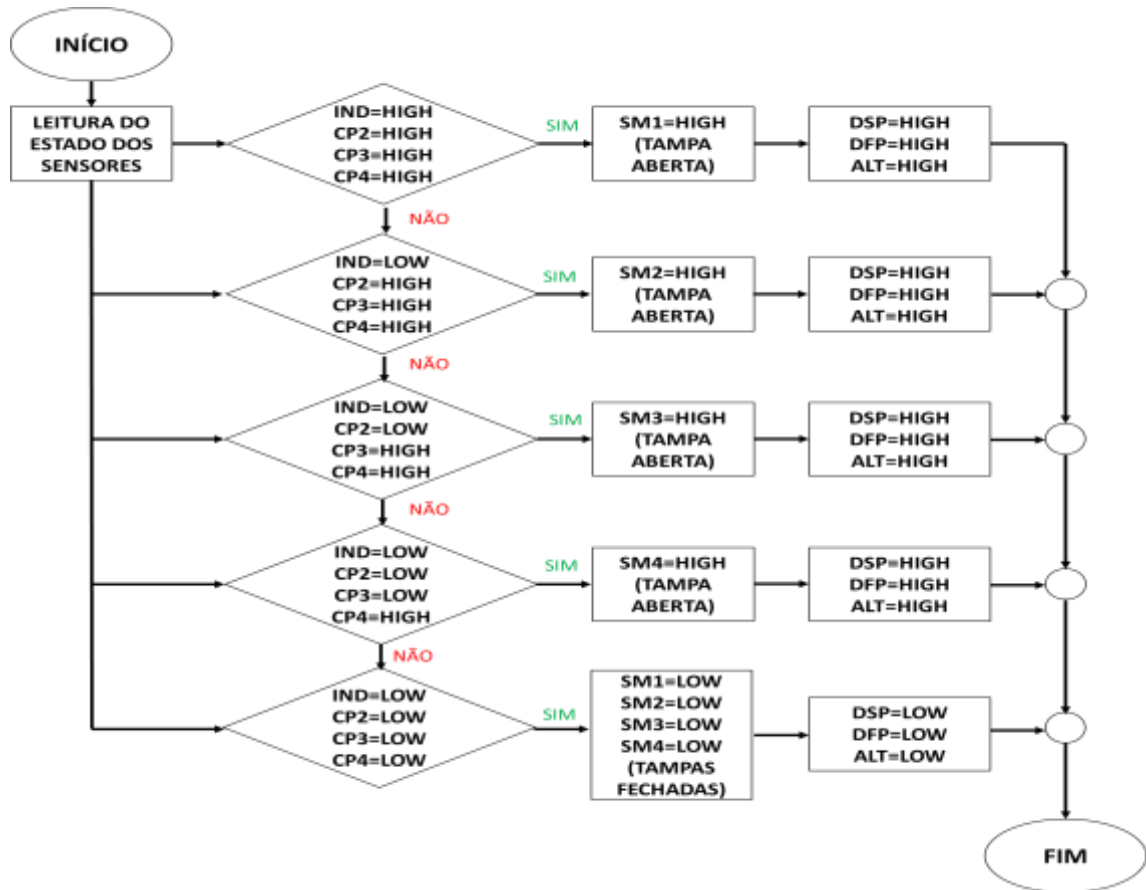 INÍCIO
LEITURA DO
ESTADO DOS
SENSORES
IND=HIGH
CP2=HIGH
CP3=HIGH
CP4=HIGH
SIM
SM1=HIGH
(TAMPA
ABERTA)
DSP=HIGH
DFP=HIGH
ALT=HIGH
NÃO
IND=LOW
CP2=HIGH
CP3=HIGH
CP4=HIGH
SIM
SM2=HIGH
(TAMPA
ABERTA)
DSP=HIGH
DFP=HIGH
ALT=HIGH
NÃO
IND=LOW
CP2=LOW
CP3=HIGH
CP4=HIGH
SIM
SM3=HIGH
(TAMPA
ABERTA)
DSP=HIGH
DFP=HIGH
ALT=HIGH
NÃO
IND=LOW
CP2=LOW
CP3=LOW
CP4=HIGH
SIM
SM4=HIGH
(TAMPA
ABERTA)
DSP=HIGH
DFP=HIGH
ALT=HIGH
NÃO
IND=LOW
CP2=LOW
CP3=LOW
CP4=LOW
SIM
SM1=LOW
SM2=LOW
SM3=LOW
SM4=LOW
(TAMPAS
FECHADAS)
DSP=LOW
DFP=LOW
ALT=LOW
FIM